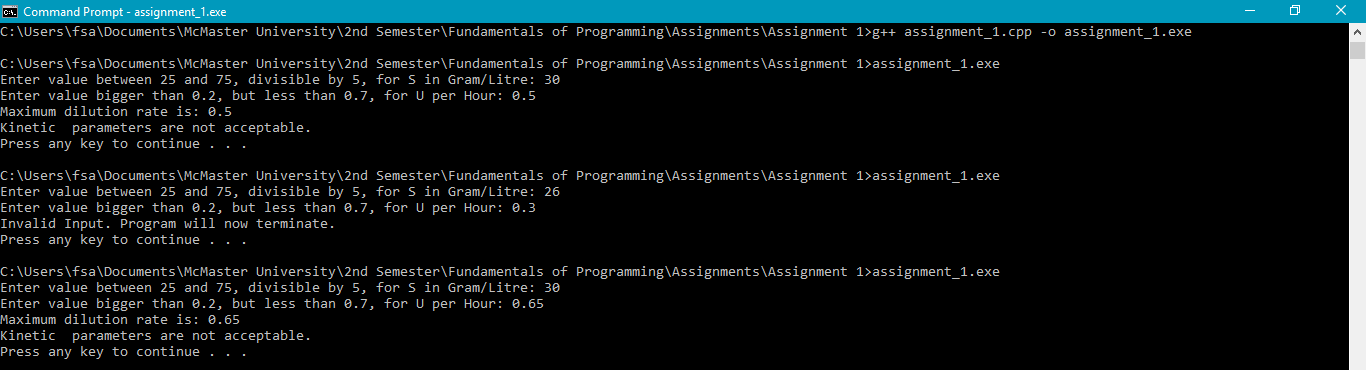 Command Prompt - assignment_1.exe
C:\Users\fsa\Documents\McMaster University\2nd Semester\Fundamentals of Programming\Assignments\Assignment 1>g++ assignment_1.cpp -o assignment_1.exe
C:\Users\fsa\Documents\McMaster University\2nd Semester\Fundamentals of Programming\Assignments\Assignment 1>assignment_1.exe
Enter value between 25 and 75, divisible by 5, for S in Gram/Litre: 30
Enter value bigger than 0.2, but less than 0.7, for U per Hour: 0.5
Maximum dilution rate is: 0.5
Kinetic  parameters are not acceptable.
Press any key to continue . . .
C:\Users\fsa\Documents\McMaster University\2nd Semester\Fundamentals of Programming\Assignments\Assignment 1>assignment_1.exe
Enter value between 25 and 75, divisible by 5, for S in Gram/Litre: 26
Enter value bigger than 0.2, but less than 0.7, for U per Hour: 0.3
Invalid Input. Program will now terminate.
Press any key to continue . . .
C:\Users\fsa\Documents\McMaster University\2nd Semester\Fundamentals of Programming\Assignments\Assignment 1>assignment_1.exe
Enter value between 25 and 75, divisible by 5, for S in Gram/Litre: 30
Enter value bigger than 0.2, but less than 0.7, for U per Hour: 0.65
Maximum dilution rate is: 0.65
Kinetic  parameters are not acceptable.
Press any key to continue . . .